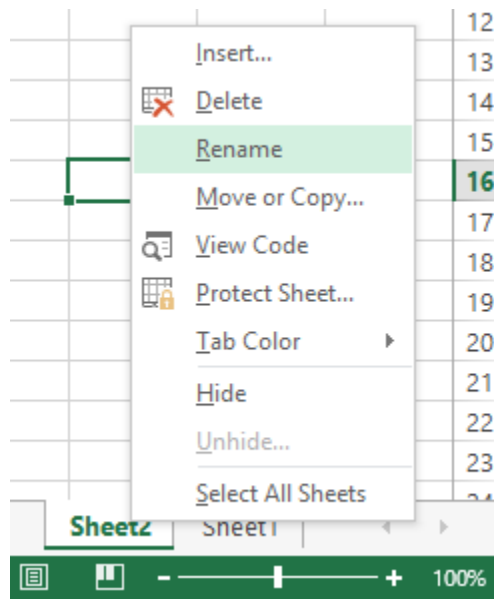 12
Insert...
13
Delete
14
Rename
15
16
Move or Copy...
17
View Code
18
Protect Sheet...
19
Tab Color
20
21
Hide
22
Unhide...
23
Select All Sheets
24
Sheet2 Sheet1
100%